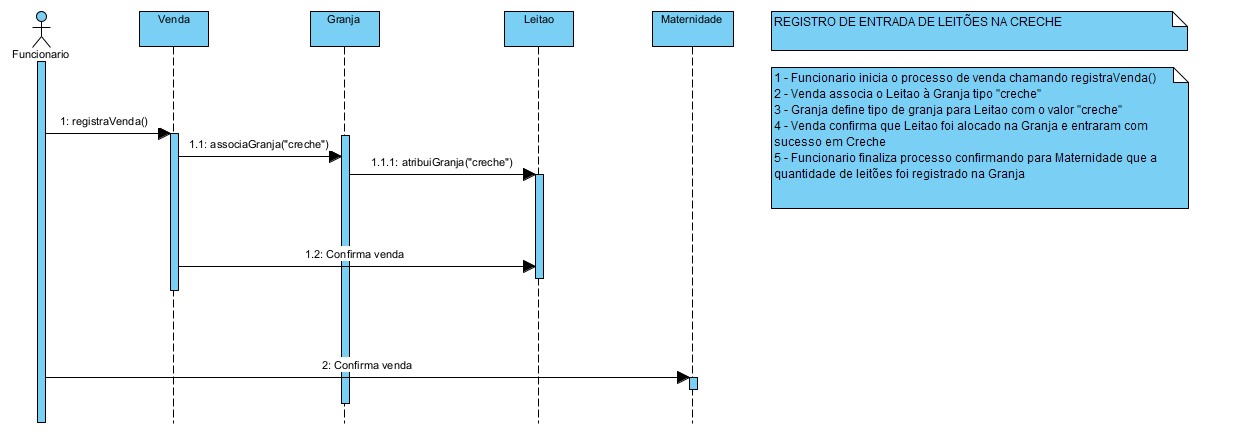 Funcionario
Venda
Granja
Leitao
Maternidade
REGISTRO DE ENTRADA DE LEITÕES NA CRECHE
1 - Funcionario inicia o processo de venda chamando registraVenda()
2 - Venda associa o Leitao à Granja tipo "creche"
3 - Granja define tipo de granja para Leitao com o valor "creche"
4 - Venda confirma que Leitao foi alocado na Granja e entraram com
sucesso em Creche
5 - Funcionario finaliza processo confirmando para Maternidade que a
quantidade de leitões foi registrado na Granja
1: registraVenda()
1.1: associaGranja("creche")
1.1.1: atribuiGranja("creche")
1.2: Confirma venda
2: Confirma venda